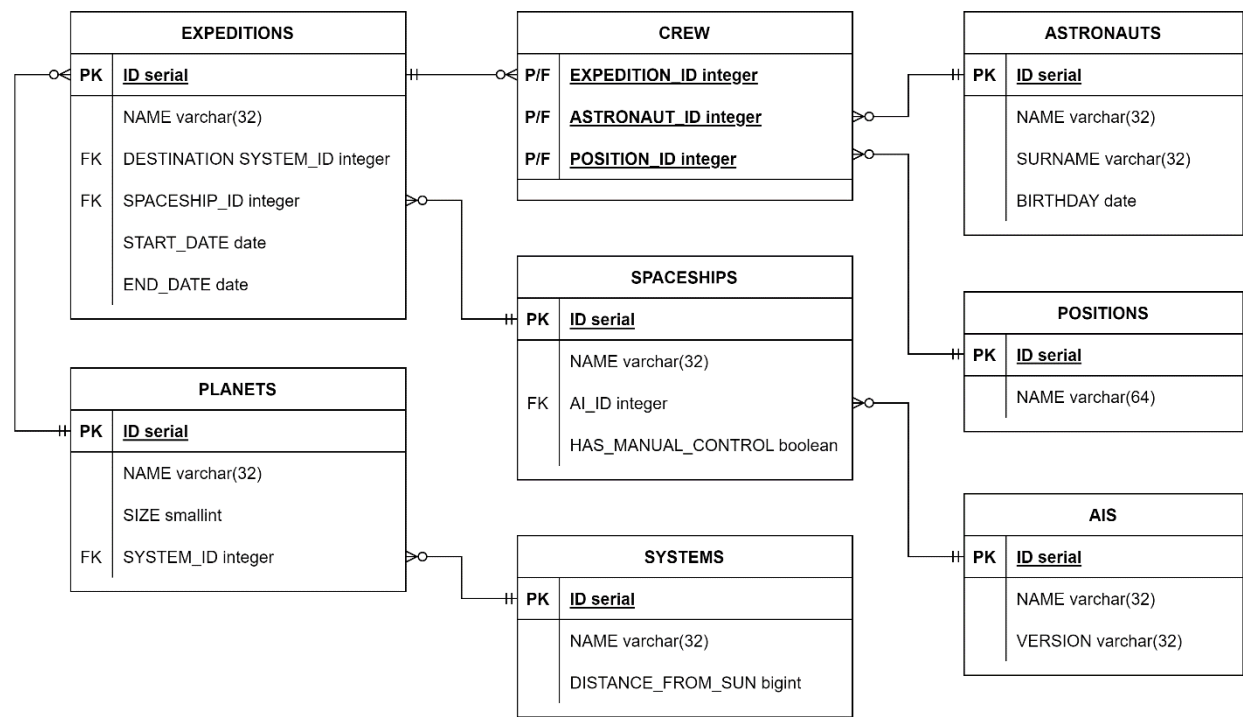 EXPEDITIONS
PK ID serial
NAME varchar(32)
FK DESTINATION SYSTEM_ID integer
FK SPACESHIP_ID integer
START_DATE date
END_DATE date
CREW
P/F EXPEDITION_ID integer
P/F ASTRONAUT_ID integer
P/F POSITION_ID integer
ASTRONAUTS
PK ID serial
NAME varchar(32)
SURNAME varchar(32)
BIRTHDAY date
SPACESHIPS
PK ID serial
NAME varchar(32)
FK AI_ID integer
HAS_MANUAL_CONTROL boolean
POSITIONS
PK ID serial
NAME varchar(64)
PLANETS
PK ID serial
NAME varchar(32)
SIZE smallint
FK SYSTEM_ID integer
SYSTEMS
PK ID serial
NAME varchar(32)
DISTANCE_FROM_SUN bigint
AIS
PK ID serial
NAME varchar(32)
VERSION varchar(32)